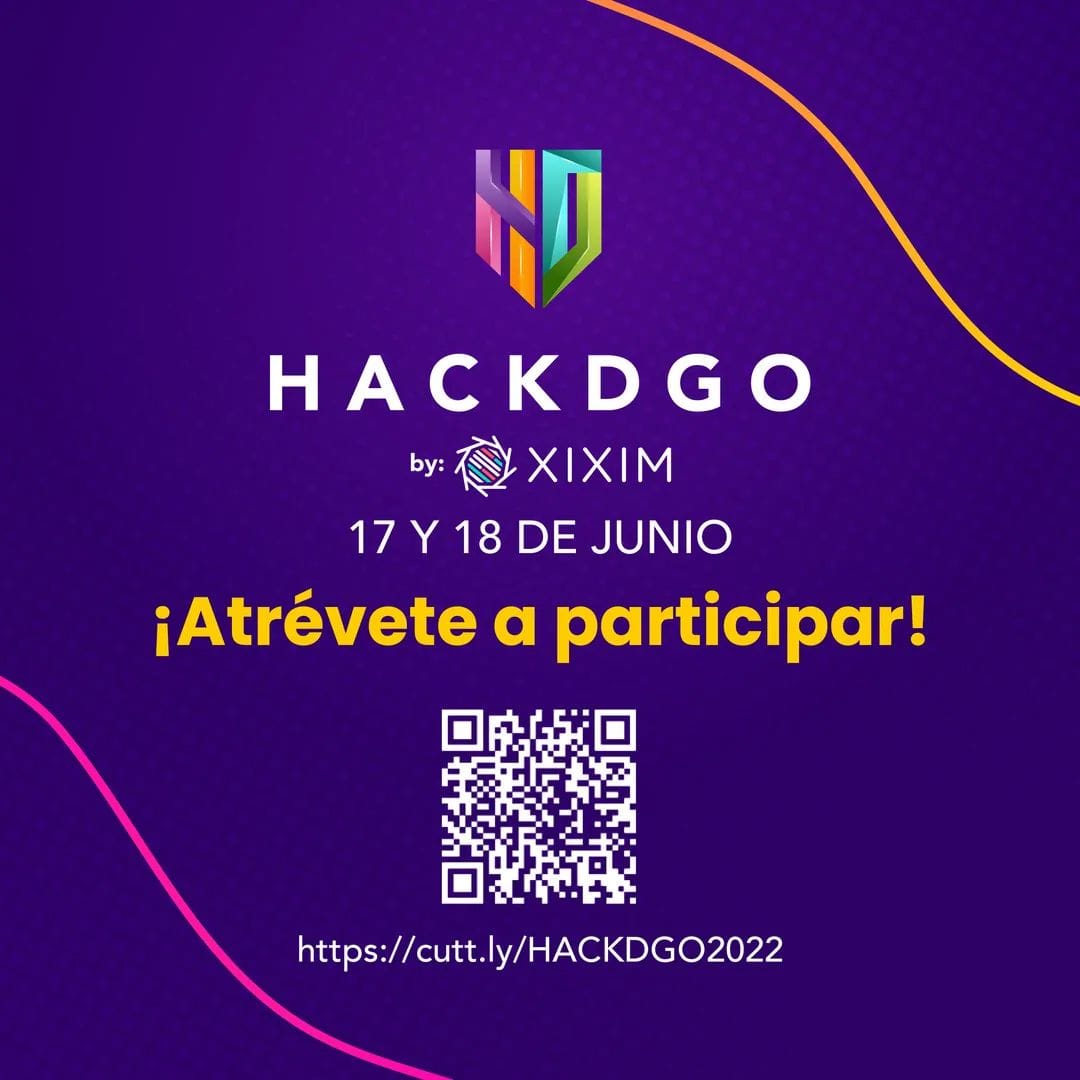 HACKDGO
by: XIXIM
17 Y 18 DE JUNIO
¡Atrévete a participar!
https://cutt.ly/HACKDGO2022